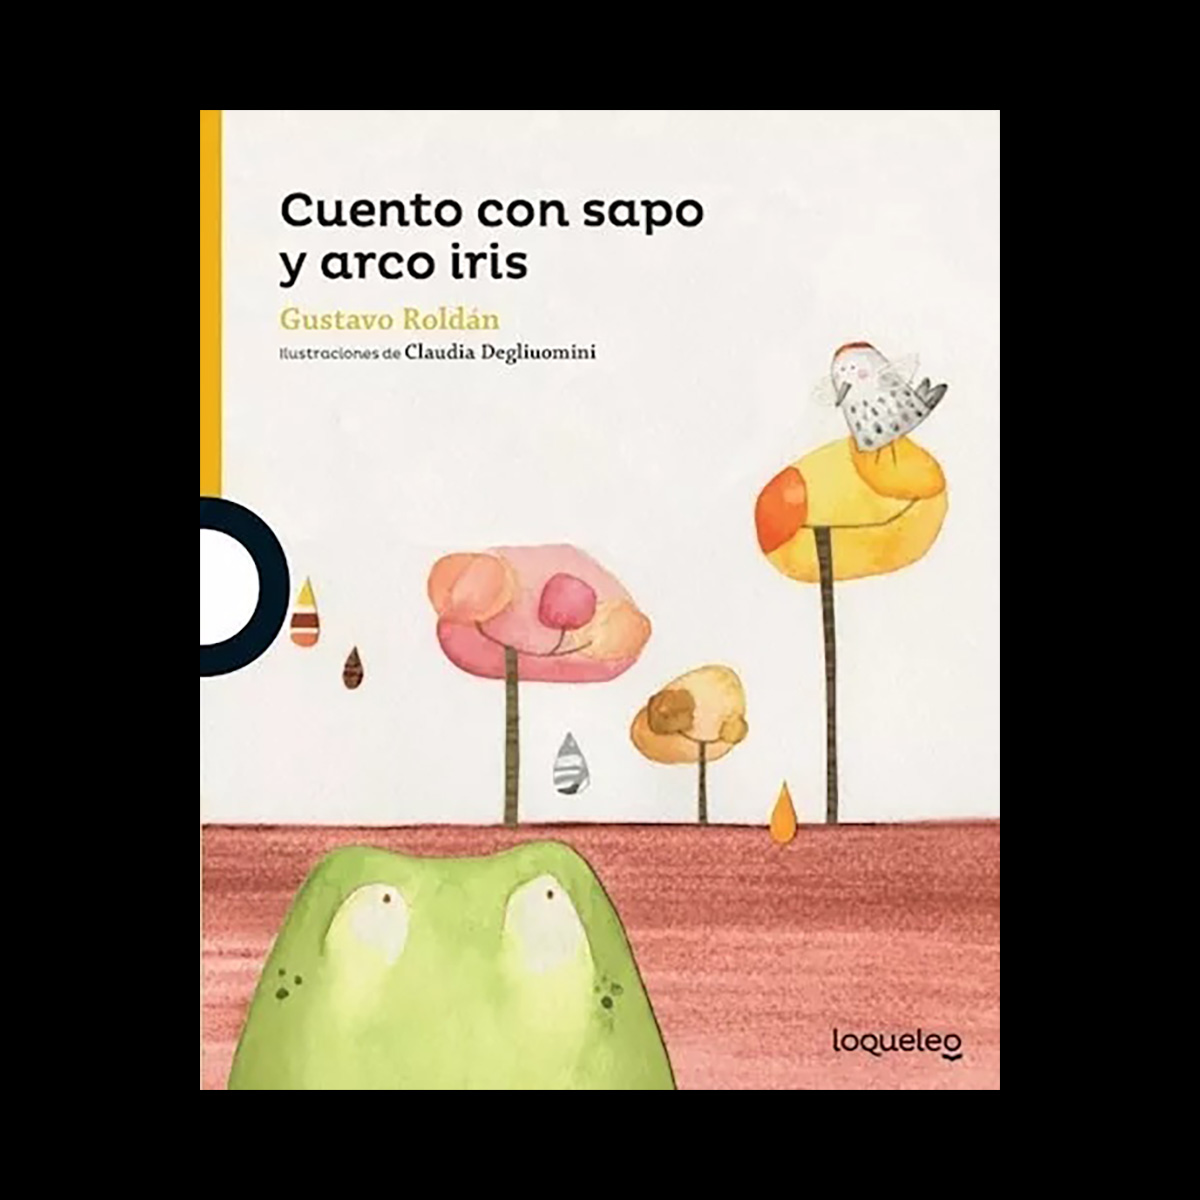 Cuento con sapo
y arco iris
Gustavo Roldán
Ilustraciones de Claudia Degliuomini
loqueleo